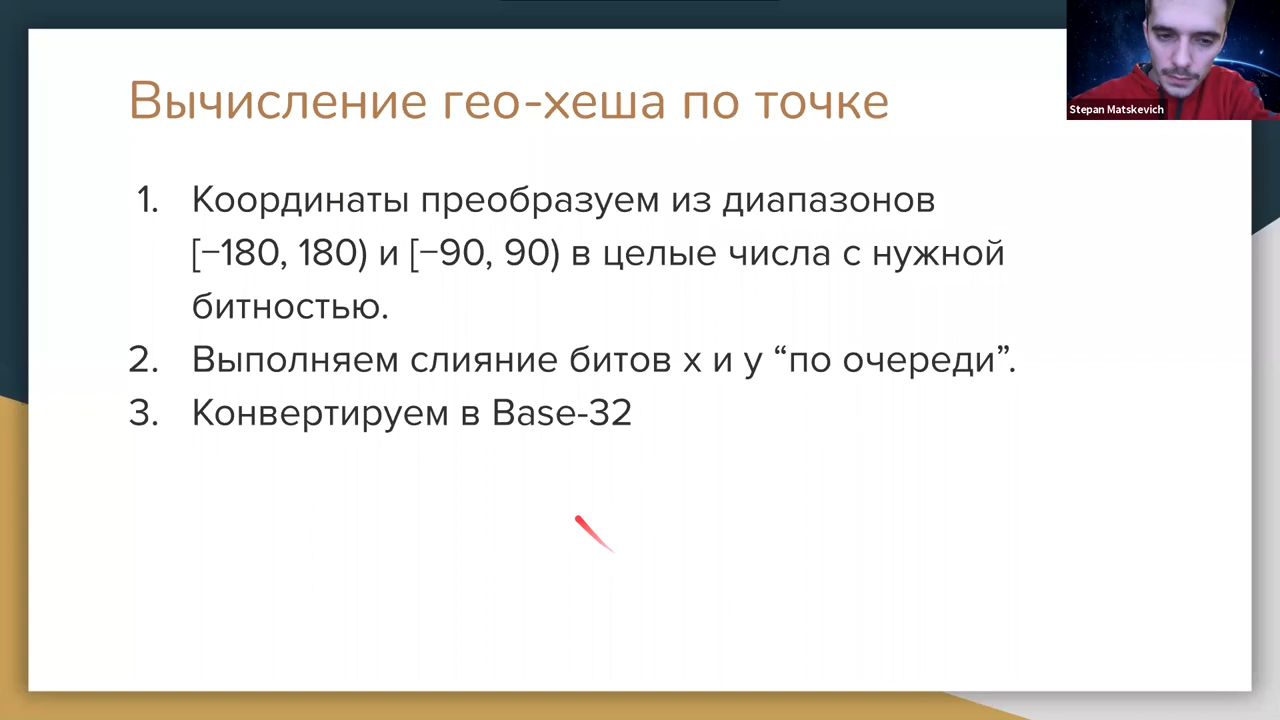 Вычисление гео-хеша по точке
Stepan Matskevich
1. Координаты преобразуем из диапазонов
[−180, 180) и [−90, 90) в целые числа с нужной
битностью.
2. Выполняем слияние битов x и y “по очереди”.
3. Конвертируем в Base-32